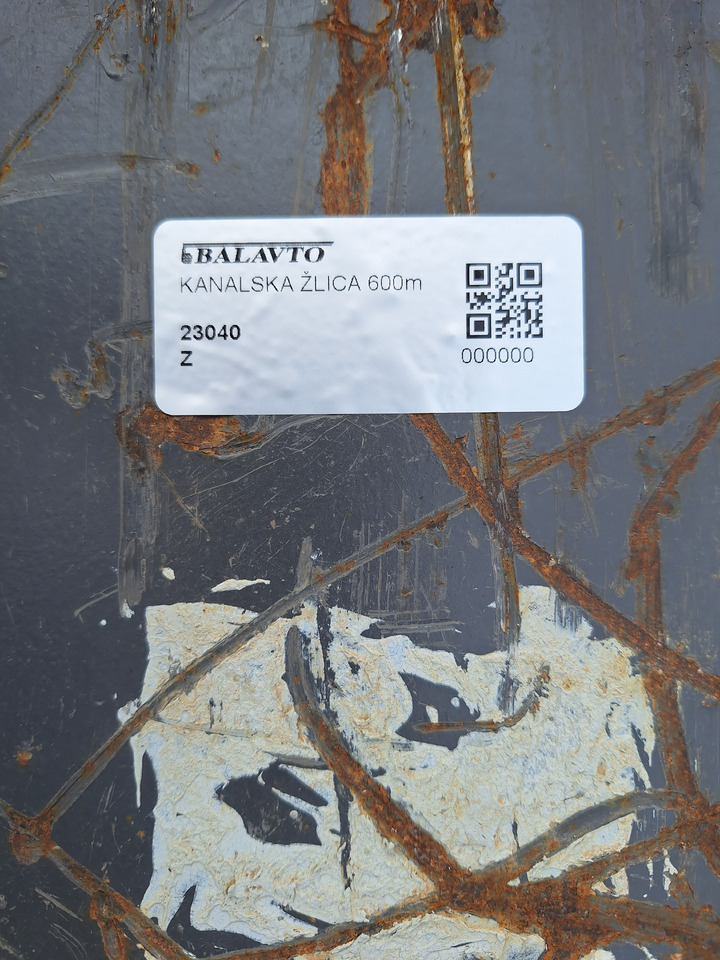 BALAVTO
KANALSKA ŽLICA 600m
23040
Z
000000